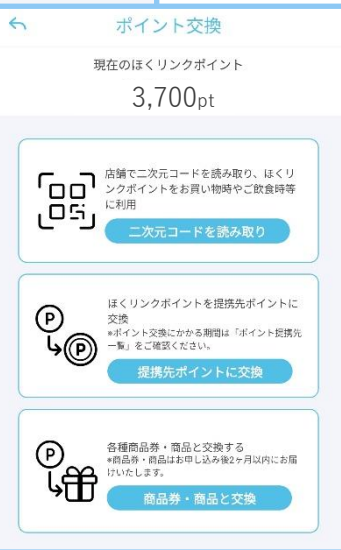 ポイント交換
現在のほくリンクポイント
3,700pt
店舗で二次元コードを読み取り、ほくリ
ンクポイントをお買い物時やご飲食時等
に利用
二次元コードを読み取り
ほくリンクポイントを提携先ポイントに
交換
※ポイント交換にかかる期間は「ポイント提携先
一覧」をご確認ください。
P
P
提携先ポイントに交換
各種商品券・商品と交換する
※商品券・商品はお申し込み後2ヶ月以内にお届
けいたします。
P
商品券・商品と交換